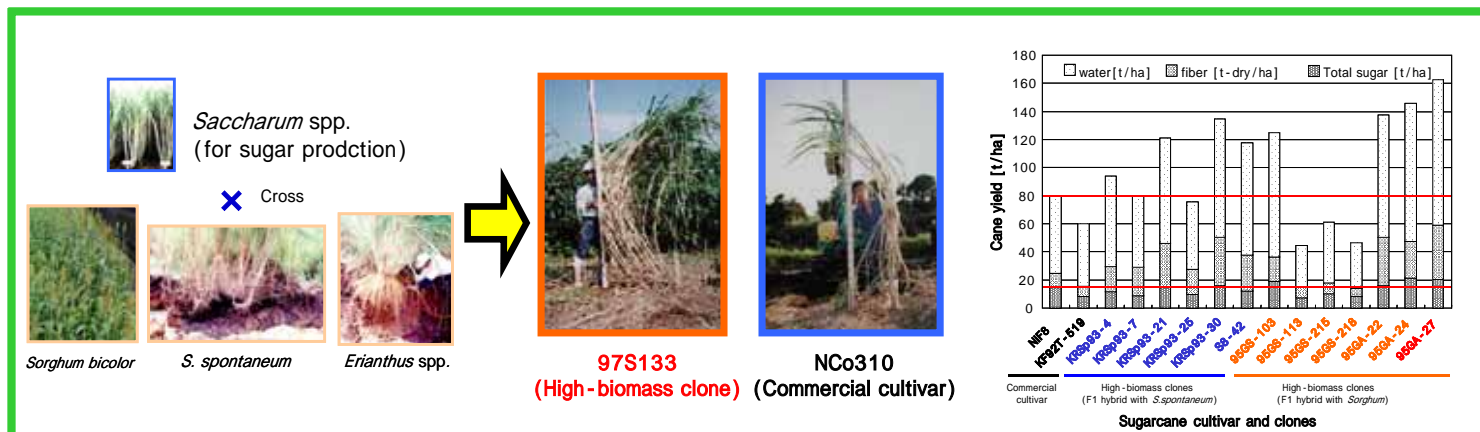 Saccharum spp.
(for sugar prodction)
Cross
Sorghum bicolor
S. spontaneum
Erianthus spp.
97S133
(High-biomass clone)
NCo310
(Commercial cultivar)
Cane yield [t/ha]
180
160
140
120
100
80
60
40
20
0
water[t/ha]
fiber [t-dry/ha]
Total sugar [t/ha]
NiF8
KF92T-519
KRSp93-4
KRSp93-7
KRSp93-21
KRSp93-25
KRSp93-30
S8-42
95GS-103
95GS-113
95GS-215
95GS-218
95GA-22
95GA-24
95GA-27
Commercial
cultivar
High-biomass clones
(F1 hybrid with S.spontaneum)
High-biomass clones
(F1 hybrid with Sorghum)
Sugarcane cultivar and clones